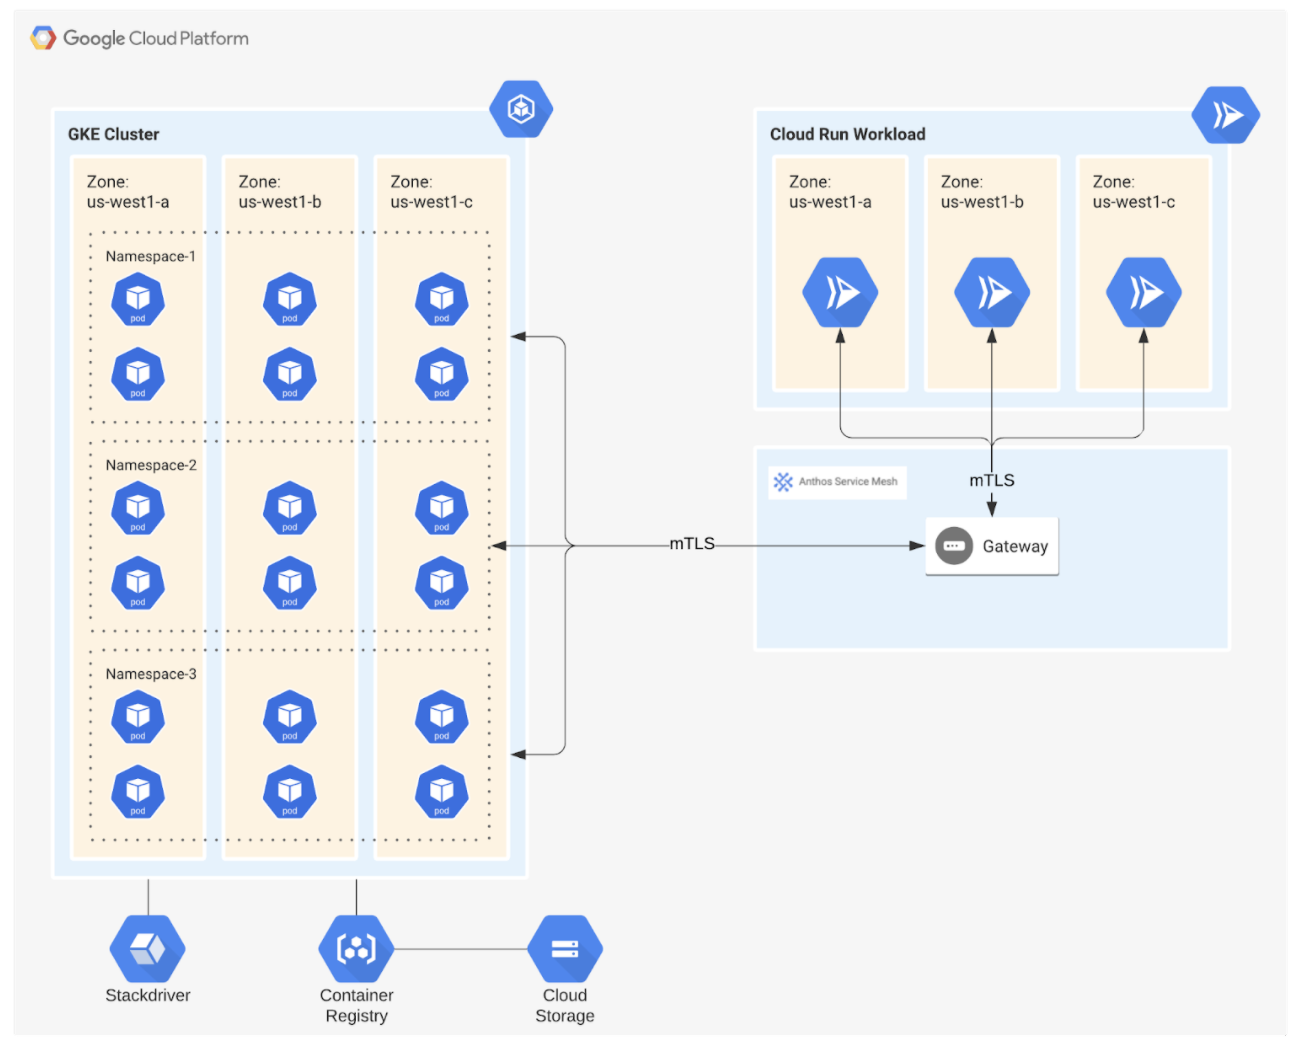 Google Cloud Platform
GKE Cluster
Zone:
us-west1-a
Zone:
us-west1-b
Zone:
us-west1-c
Namespace-1
pod
pod
pod
pod
pod
pod
Namespace-2
pod
pod
pod
pod
pod
pod
Namespace-3
pod
pod
pod
pod
pod
pod
mTLS
Cloud Run Workload
Zone:
us-west1-a
Zone:
us-west1-b
Zone:
us-west1-c
Anthos Service Mesh
mTLS
Gateway
Stackdriver
Container
Registry
Cloud
Storage